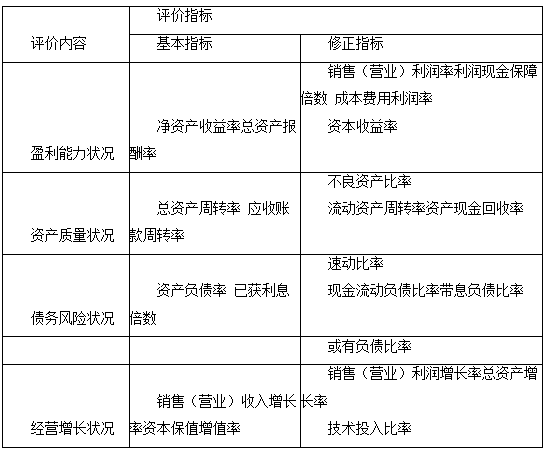 评价指标
评价内容
基本指标
修正指标
盈利能力状况
净资产收益率总资产报
酬率
销售（营业）利润率利润现金保障
倍数 成本费用利润率
资本收益率
资产质量状况
总资产周转率 应收账
款周转率
不良资产比率
流动资产周转率资产现金回收率
债务风险状况
资产负债率 已获利息
倍数
速动比率
现金流动负债比率带息负债比率
或有负债比率
经营增长状况
销售（营业）收入增长
率资本保值增值率
销售（营业）利润增长率总资产增
长率
技术投入比率